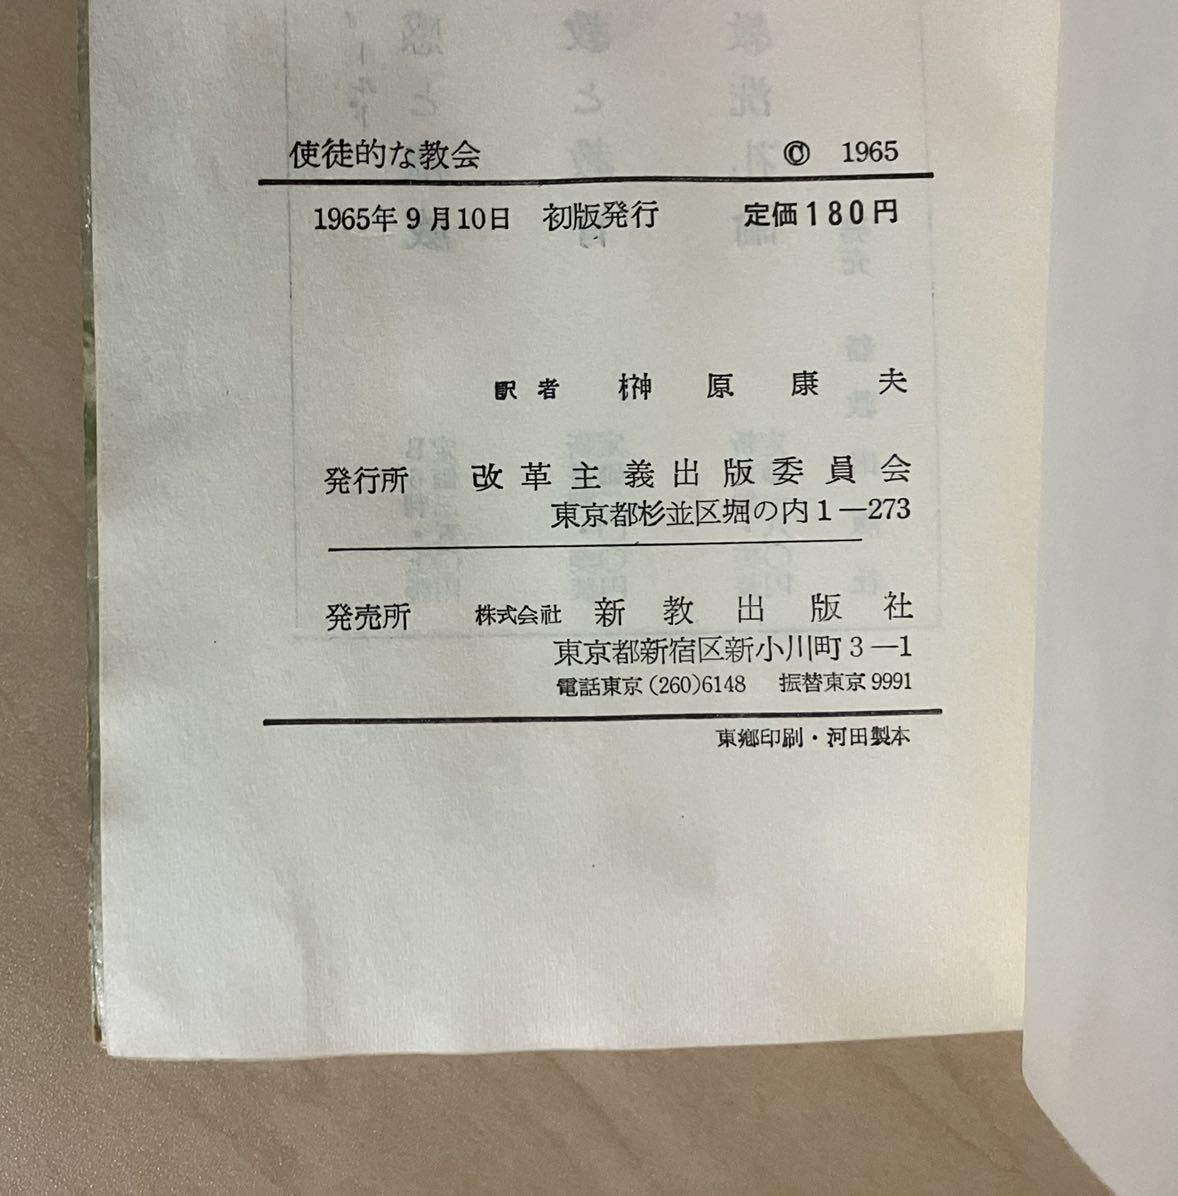 使徒的な教会 © 1965
1965年9月10日 初版発行 定価180円
訳者 榊原康夫
発行所 改革主義出版委員会
東京都杉並区堀の内1―273
発売所 株式会社 新教出版社
東京都新宿区新小川町3―1
電話東京(260)6148 振替東京9991
東郷印刷・河田製本